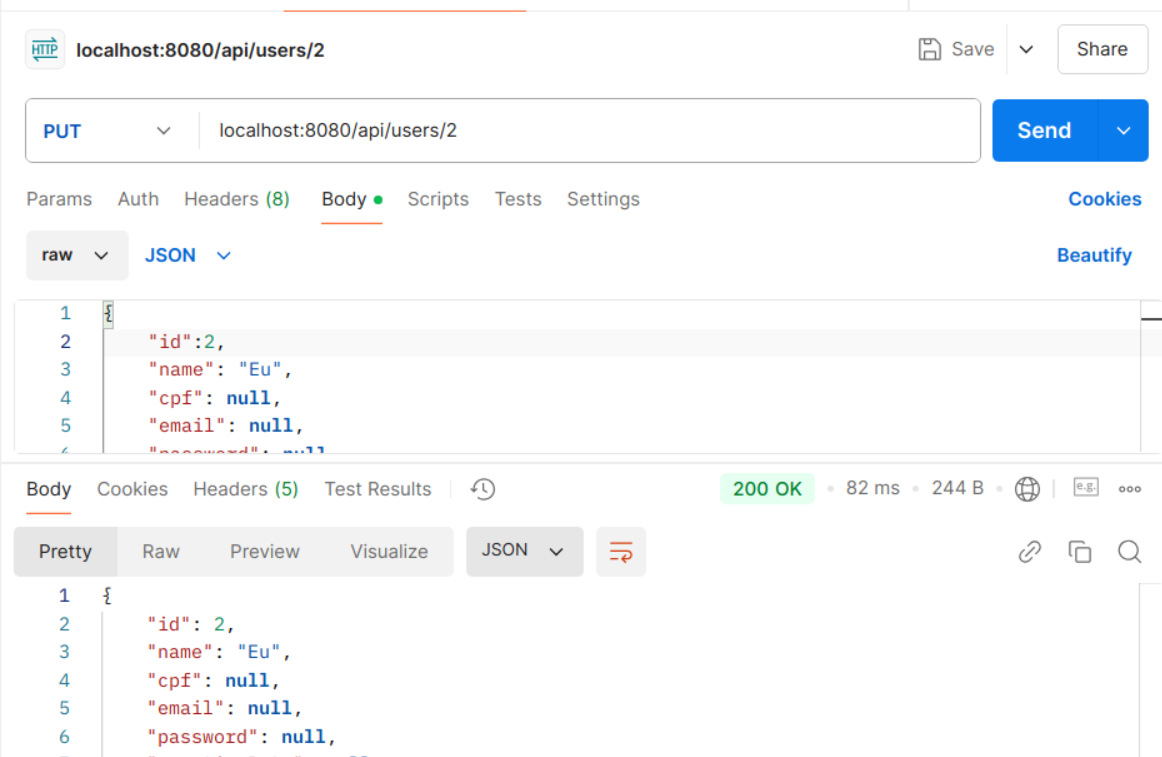 HTTP localhost:8080/api/users/2 Save Share
PUT localhost:8080/api/users/2 Send
Params Auth Headers (8) Body Scripts Tests Settings Cookies
raw JSON Beautify
1 {
2 "id":2,
3 "name": "Eu",
4 "cpf": null,
5 "email": null,
6 "password": null
Body Cookies Headers (5) Test Results 200 OK 82 ms 244 B e.g.
Pretty Raw Preview Visualize JSON
1 {
2 "id": 2,
3 "name": "Eu",
4 "cpf": null,
5 "email": null,
6 "password": null,